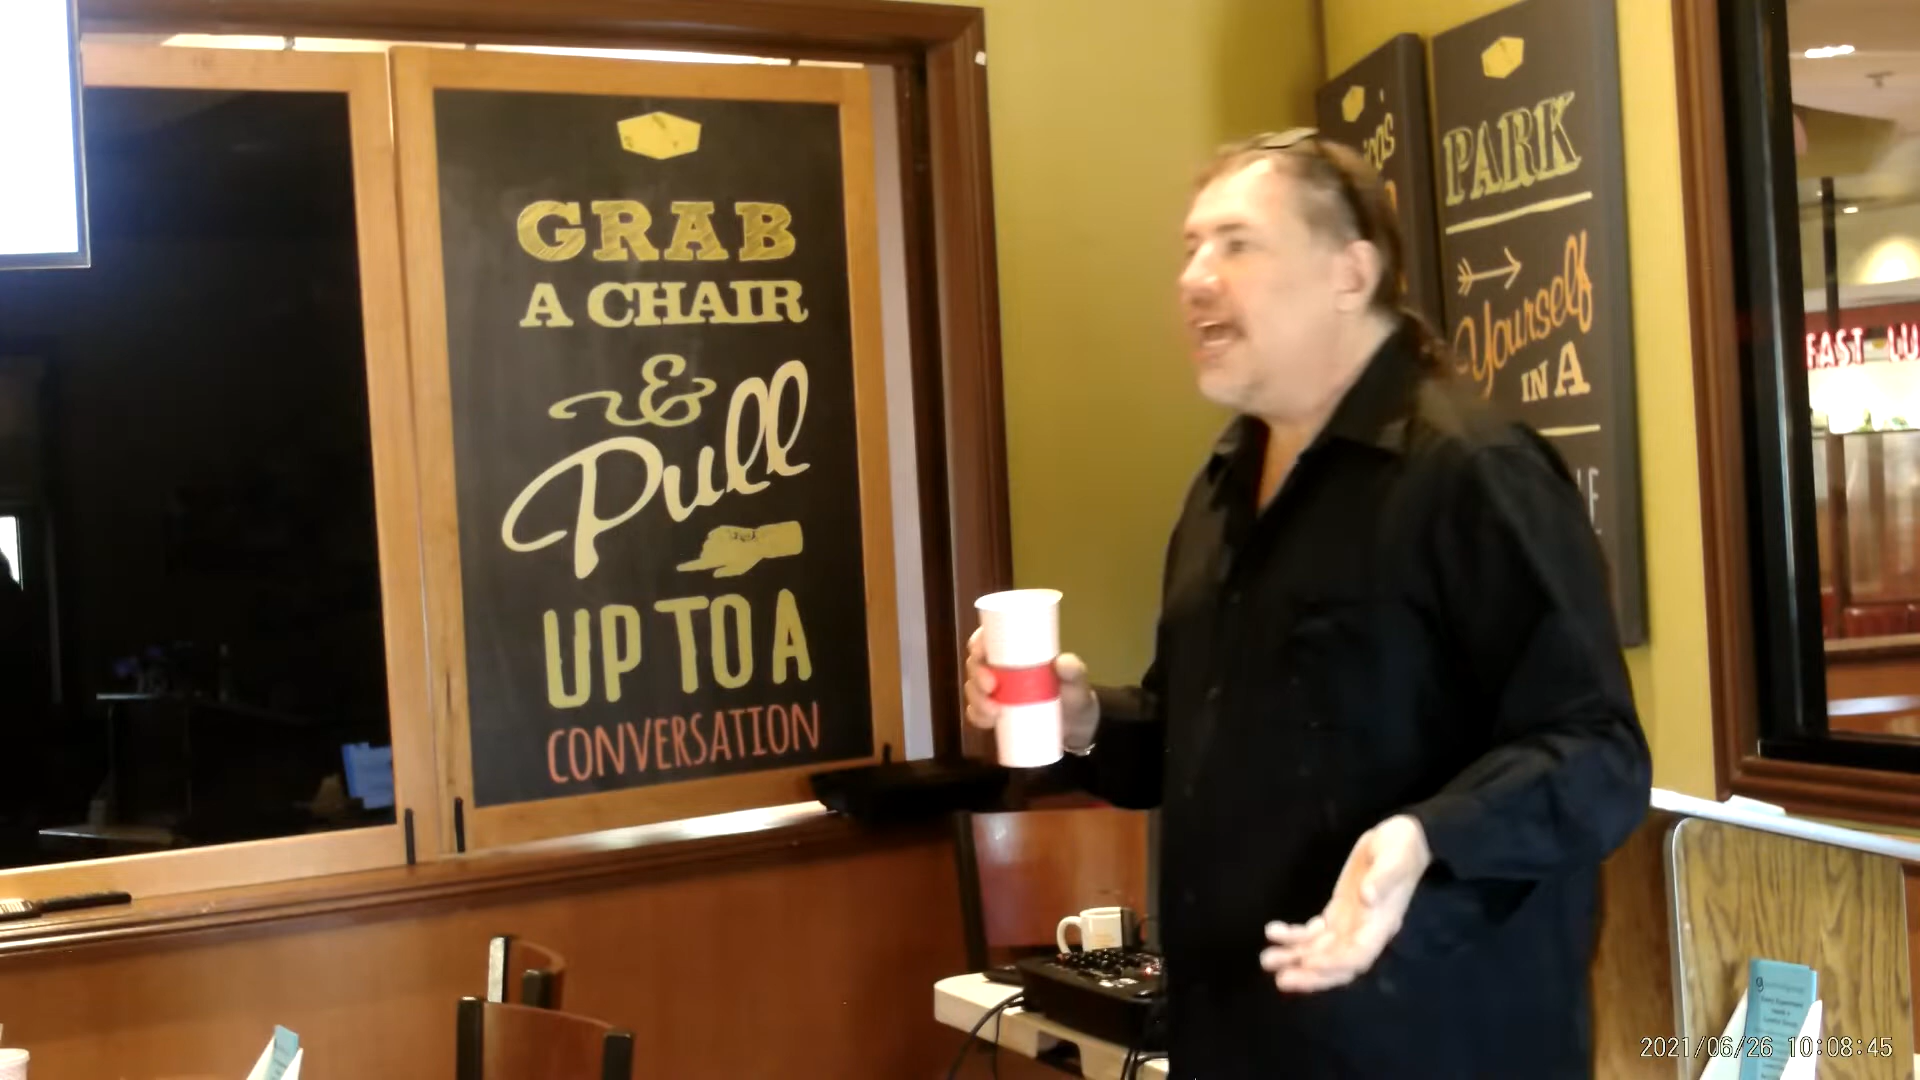 GRAB
A CHAIR
&
Pull
UP TO A
CONVERSATION
PARK
Yourself
IN A
2021/06/26 10:08:45